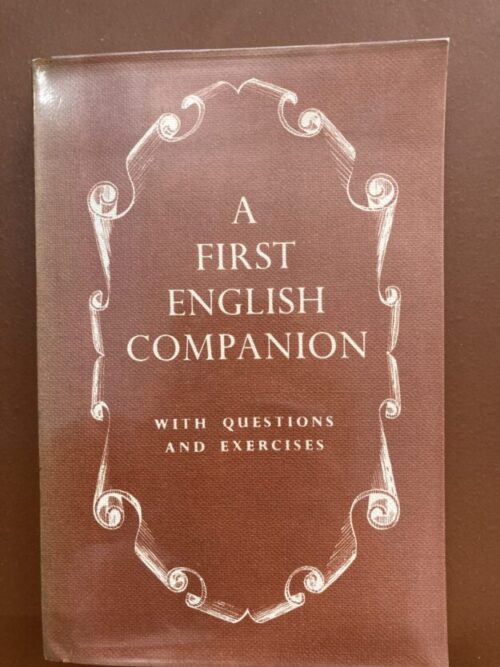 A
FIRST
ENGLISH
COMPANION
WITH QUESTIONS
AND EXERCISES